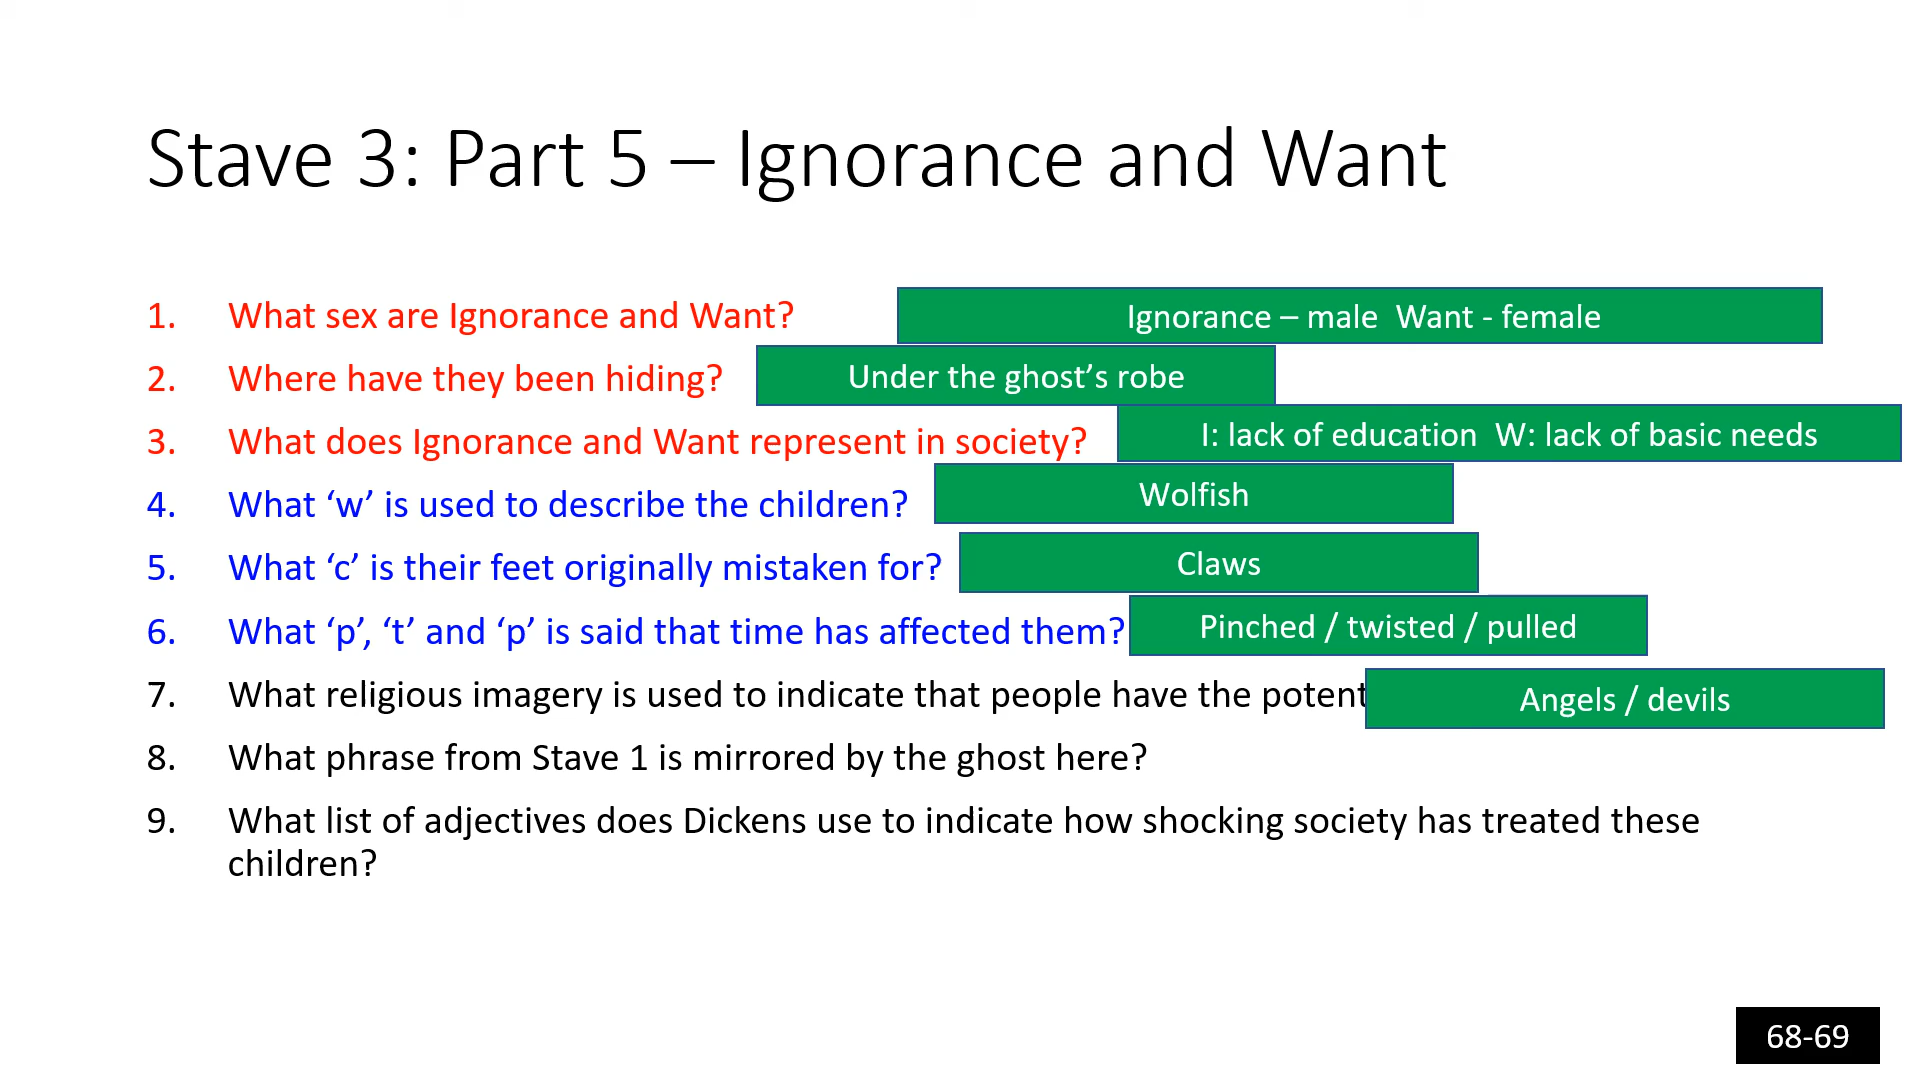 Stave 3: Part 5 – Ignorance and Want
1. What sex are Ignorance and Want? Ignorance – male Want - female
2. Where have they been hiding? Under the ghost’s robe
3. What does Ignorance and Want represent in society? I: lack of education W: lack of basic needs
4. What ‘w’ is used to describe the children? Wolfish
5. What ‘c’ is their feet originally mistaken for? Claws
6. What ‘p’, ‘t’ and ‘p’ is said that time has affected them? Pinched / twisted / pulled
7. What religious imagery is used to indicate that people have the potent Angels / devils
8. What phrase from Stave 1 is mirrored by the ghost here?
9. What list of adjectives does Dickens use to indicate how shocking society has treated these
children?
68-69